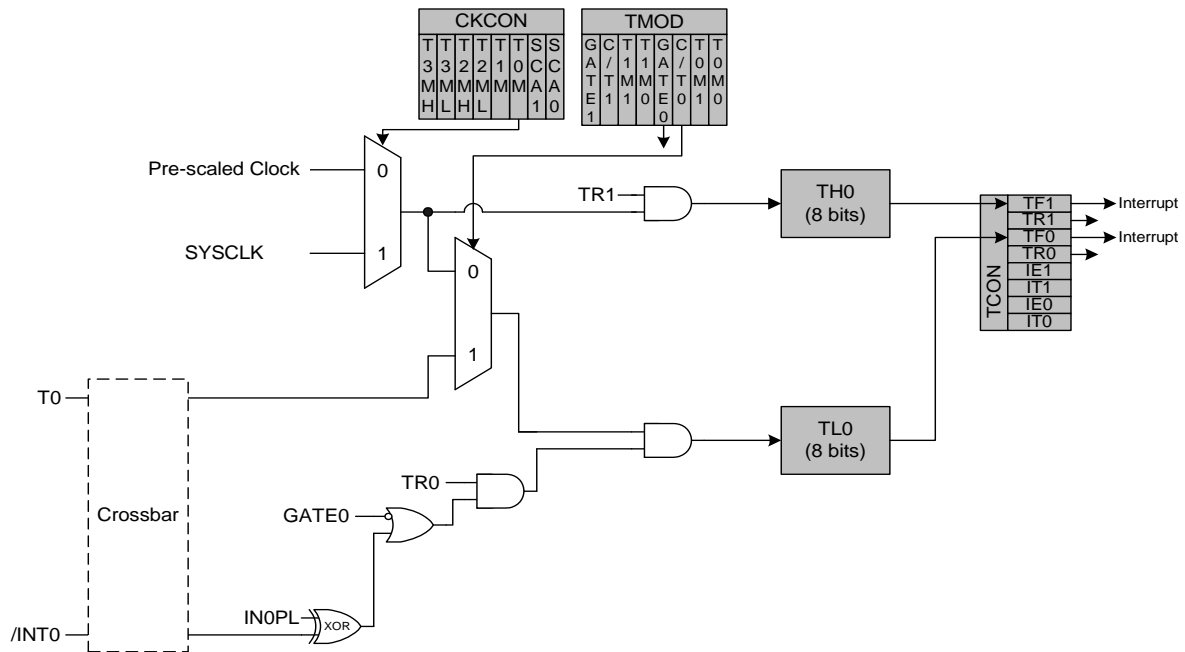 CKCON
TMOD
T3MH
T3ML
T2MH
T2ML
T1M
T0M
SCA1
SCA0
GATE1
C/T1
T1M1
T1M0
GATE0
C/T0
T0M1
T0M0
Pre-scaled Clock
0
SYSCLK
1
TR1
TH0
(8 bits)
TCON
TF1
TR1
TF0
TR0
IE1
IT1
IE0
IT0
Interrupt
Interrupt
0
1
T0
Crossbar
TL0
(8 bits)
TR0
GATE0
IN0PL
XOR
/INT0